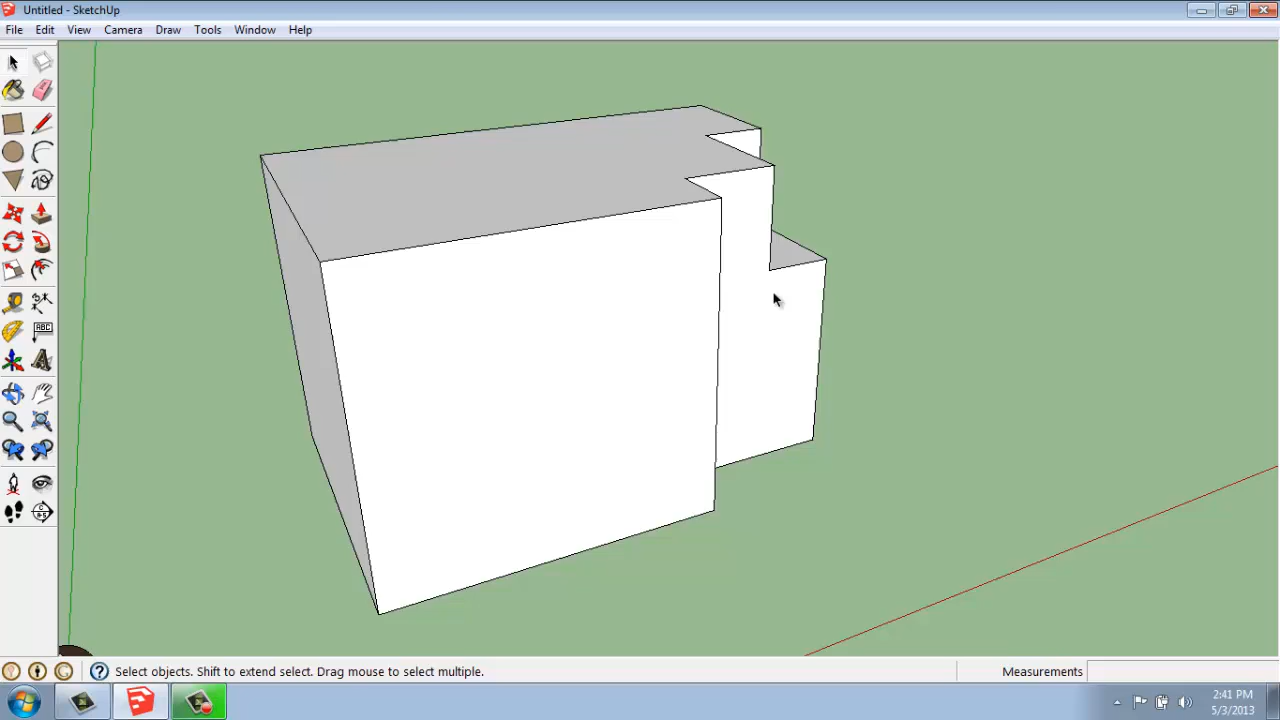 Untitled - SketchUp
File Edit View Camera Draw Tools Window Help
ABC
Select objects. Shift to extend select. Drag mouse to select multiple.
Measurements
2:41 PM
5/3/2013